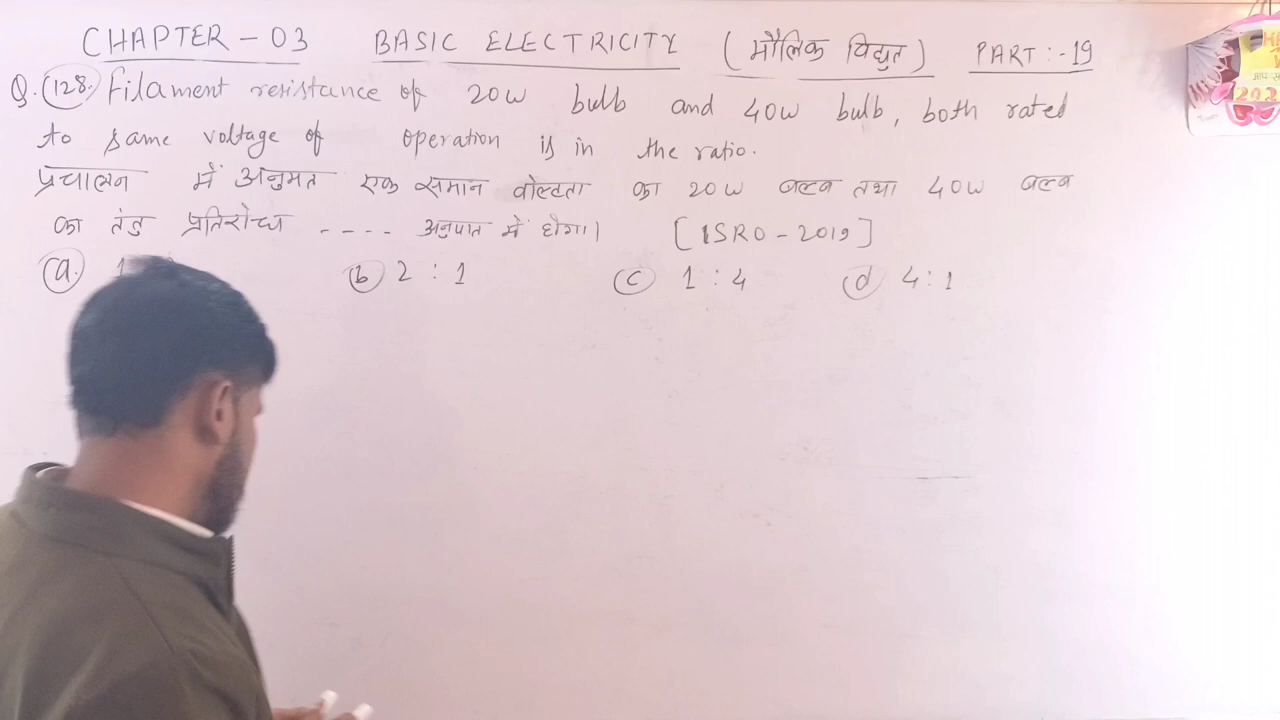 CHAPTER - 03 BASIC ELECTRICITY ( मौलिक विद्युत ) PART :- 19
Q. 128. Filament resistance of 20W bulb and 40W bulb, both rated
to same voltage of operation is in the ratio.
प्रचालन में अनुमत एक समान वोल्टता का 20W बल्ब तथा 40W बल्ब
का तंतु प्रतिरोध ---- अनुपात में होगा। [ISRO - 2019]
a. b 2 : 1 c 1 : 4 d 4 : 1